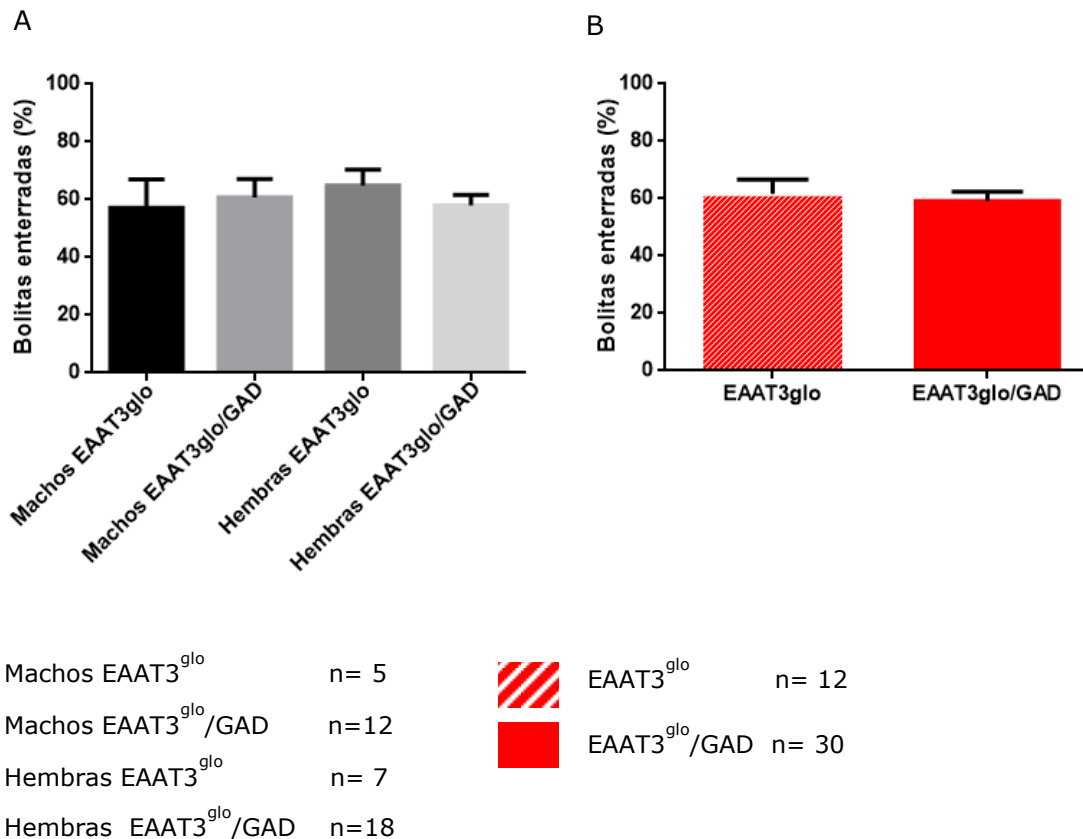 A
Bolitas enterradas (%)
100
80
60
40
20
0
Machos EAAT3glo
Machos EAAT3glo/GAD
Hembras EAAT3glo
Hembras EAAT3glo/GAD
B
Bolitas enterradas (%)
100
80
60
40
20
0
EAAT3glo
EAAT3glo/GAD
Machos EAAT3glo n= 5
Machos EAAT3glo/GAD n=12
Hembras EAAT3glo n= 7
Hembras EAAT3glo/GAD n=18
EAAT3glo n= 12
EAAT3glo/GAD n= 30